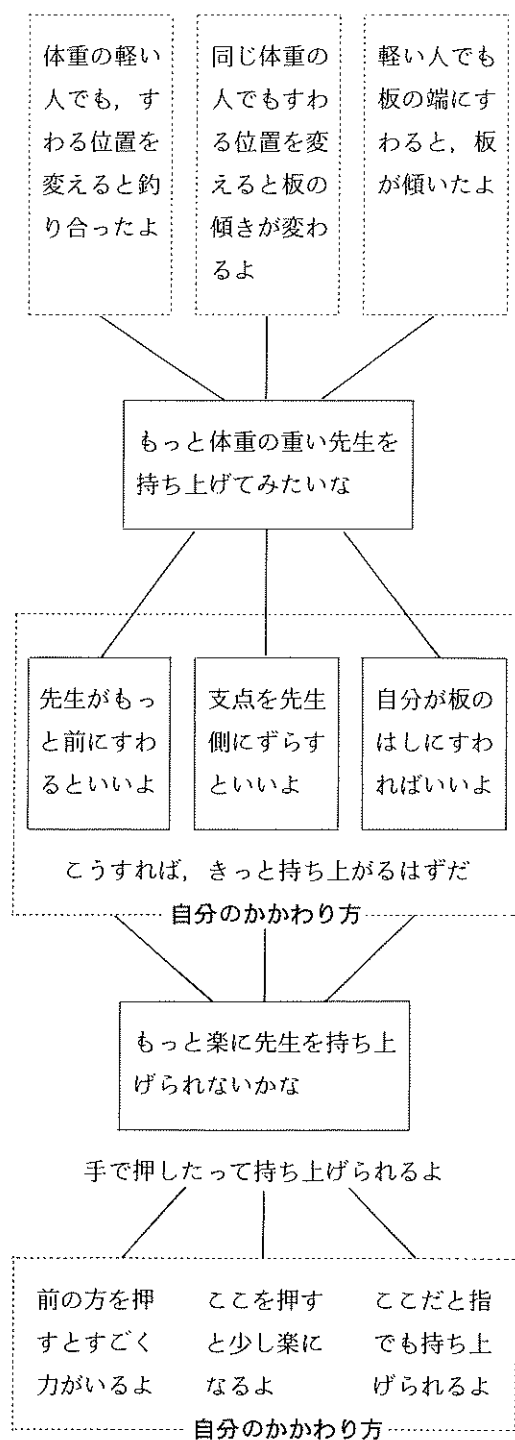 体重の軽い
人でも，す
わる位置を
変えると釣
り合ったよ
同じ体重の
人でもすわ
る位置を変
えると板の
傾きが変わ
るよ
軽い人でも
板の端にす
わると，板
が傾いたよ
もっと体重の重い先生を
持ち上げてみたいな
先生がもっ
と前にすわ
るといいよ
支点を先生
側にずらす
といいよ
自分が板の
はしにすわ
ればいいよ
こうすれば，きっと持ち上がるはずだ
自分のかかわり方
もっと楽に先生を持ち上
げられないかな
手で押したって持ち上げられるよ
前の方を押
すとすごく
力がいるよ
ここを押す
と少し楽に
なるよ
ここだと指
でも持ち上
げられるよ
自分のかかわり方